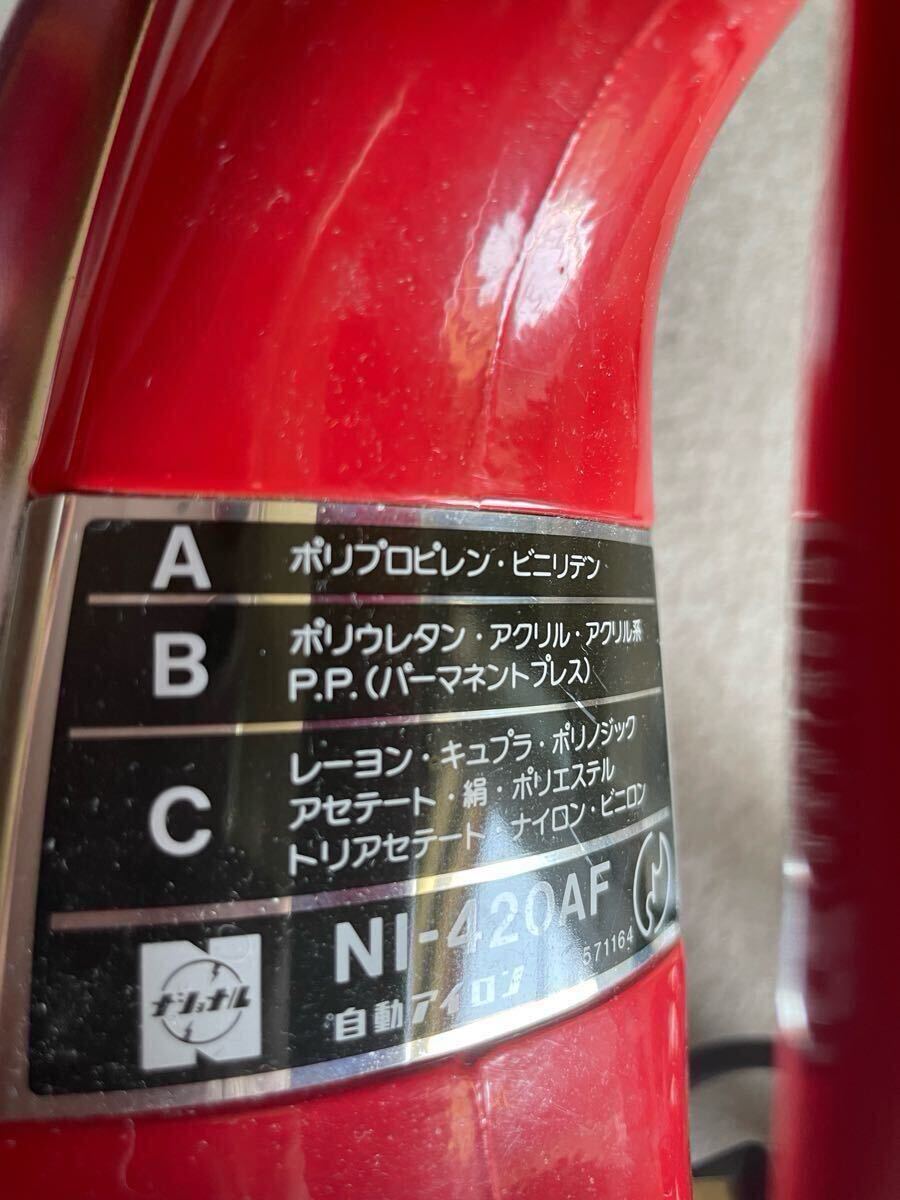 A ポリプロピレン・ビニリデン
B ポリウレタン・アクリル・アクリル系
P.P.(パーマネントプレス)
C レーヨン・キュプラ・ポリノジック
アセテート・絹・ポリエステル
トリアセテート・ナイロン・ビニロン
NI-420AF
571164
自動アイロン
N
ナショナル